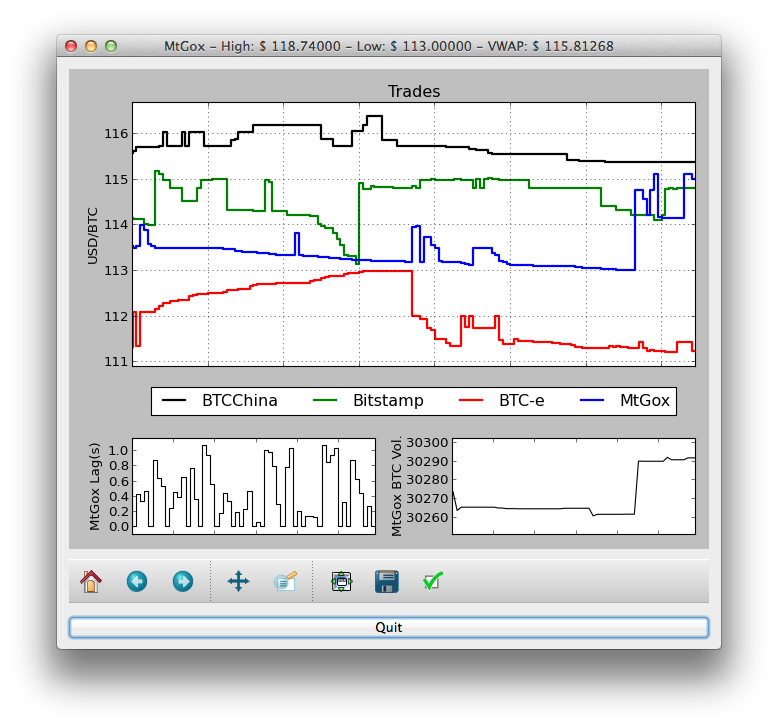 MtGox – High: $ 118.74000 – Low: $ 113.00000 – VWAP: $ 115.81268
Trades
USD/BTC
116
115
114
113
112
111
BTCChina Bitstamp BTC-e MtGox
MtGox Lag(s)
1.0
0.8
0.6
0.4
0.2
0.0
MtGox BTC Vol.
30300
30290
30280
30270
30260
Quit